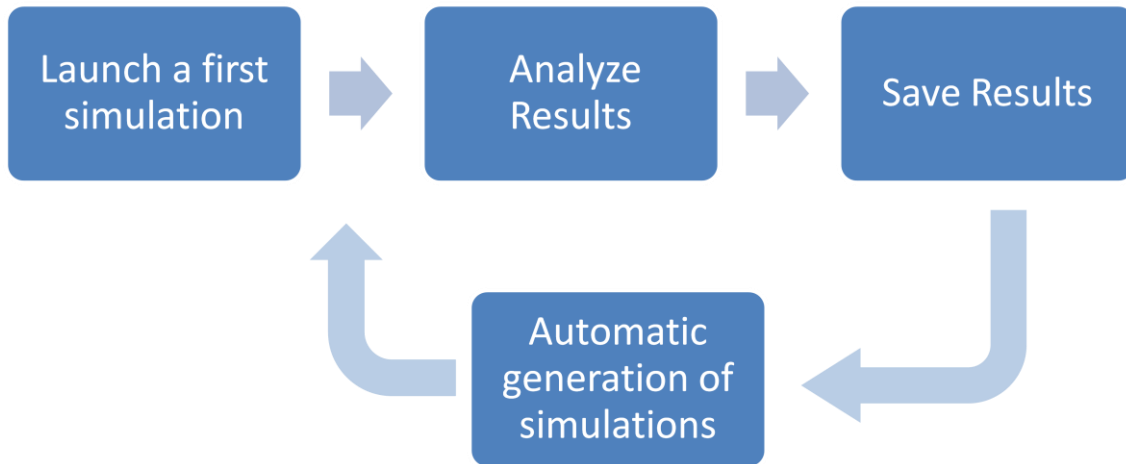 Launch a first
simulation
Analyze
Results
Save Results
Automatic
generation of
simulations